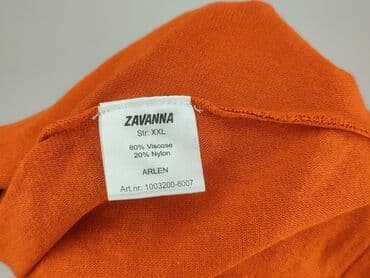 ZAVANNA
Str: XXL
80% Viscose
20% Nylon
ARLEN
Art.nr: 1003200-8007